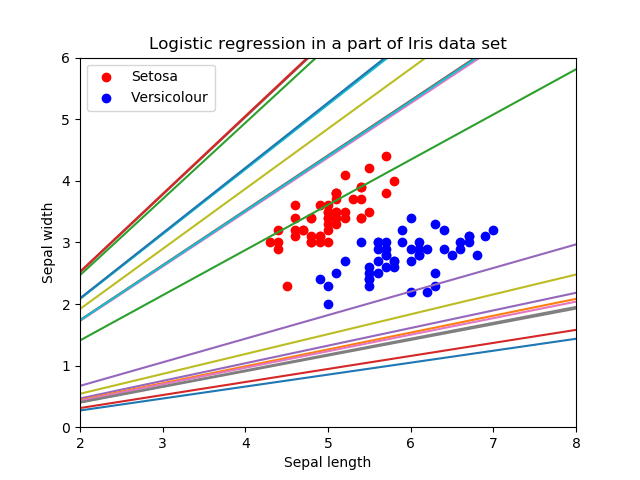 Logistic regression in a part of Iris data set
Setosa
Versicolour
Sepal width
6
5
4
3
2
1
0
2 3 4 5 6 7 8
Sepal length